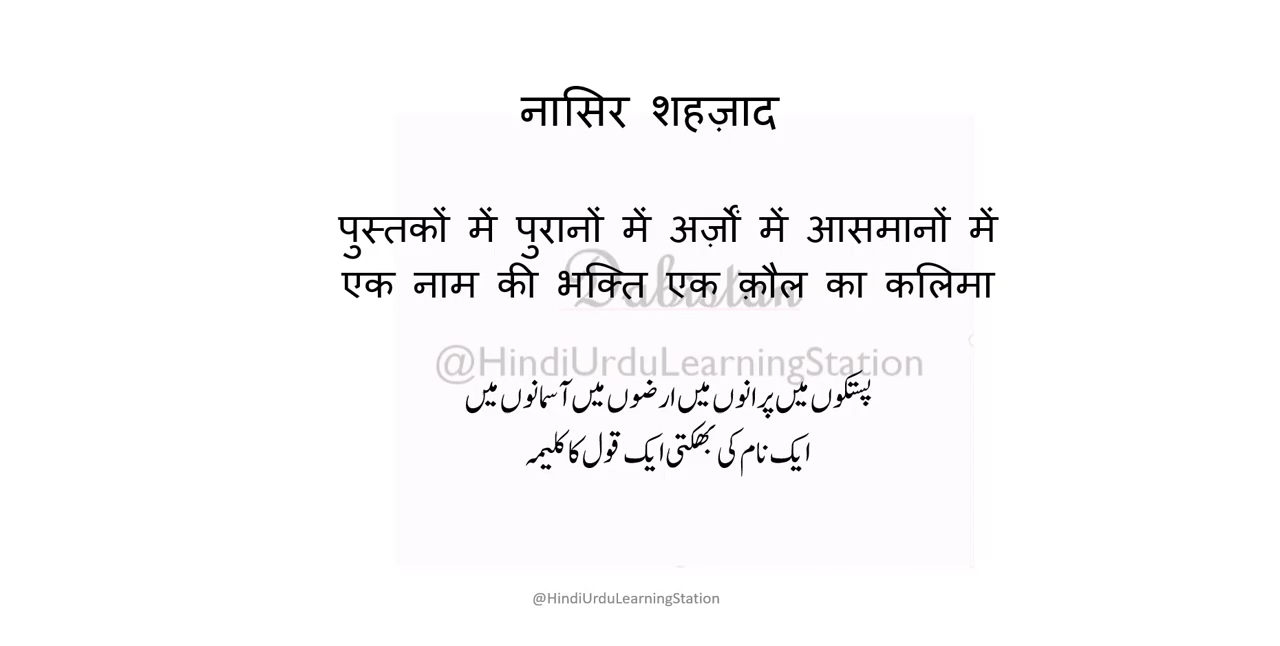 नासिर शहज़ाद
पुस्तकों में पुरानों में अर्ज़ों में आसमानों में
एक नाम की भक्ति एक क़ौल का कलिमा
Dabistan
@HindiUrduLearningStation
پستکوں میں پرانوں میں ارضوں میں آسمانوں میں
ایک نام کی بھکتی ایک قول کا کلیمہ
@HindiUrduLearningStation